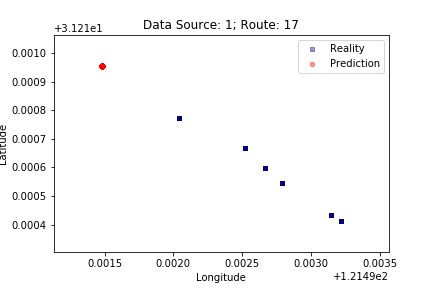 +3.121e1
Data Source: 1; Route: 17
Reality
Prediction
0.0010
0.0009
0.0008
0.0007
0.0006
0.0005
0.0004
Latitude
0.0015
0.0020
0.0025
0.0030
0.0035
Longitude
+1.2149e2